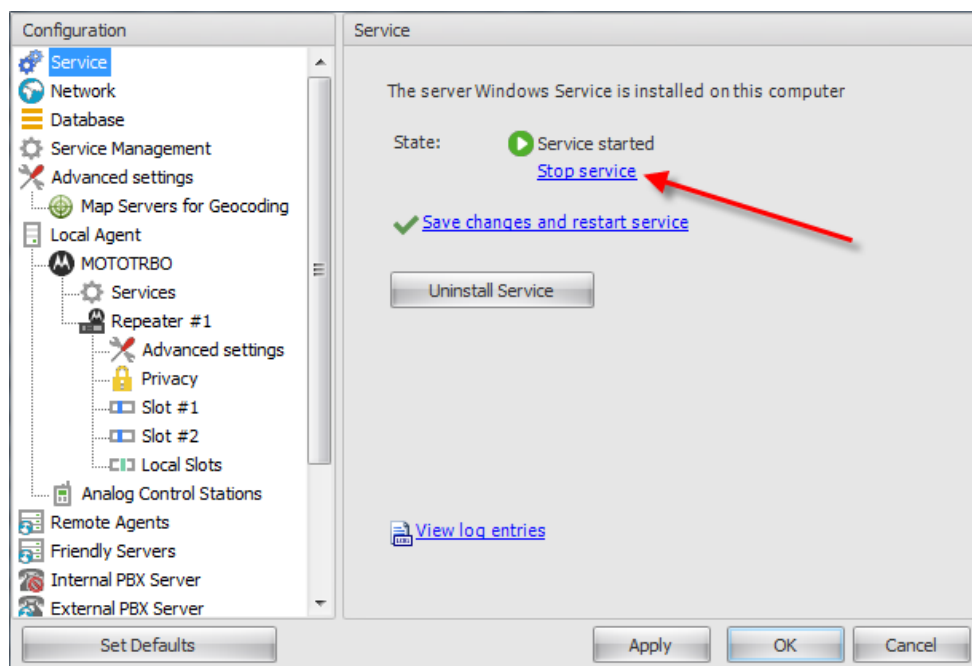 Configuration
Service
Network
Database
Service Management
Advanced settings
Map Servers for Geocoding
Local Agent
MOTOTRBO
Services
Repeater #1
Advanced settings
Privacy
Slot #1
Slot #2
Local Slots
Analog Control Stations
Remote Agents
Friendly Servers
Internal PBX Server
External PBX Server
Set Defaults
Service
The server Windows Service is installed on this computer
State:
Service started
Stop service
Save changes and restart service
Uninstall Service
LOG
View log entries
Apply
OK
Cancel